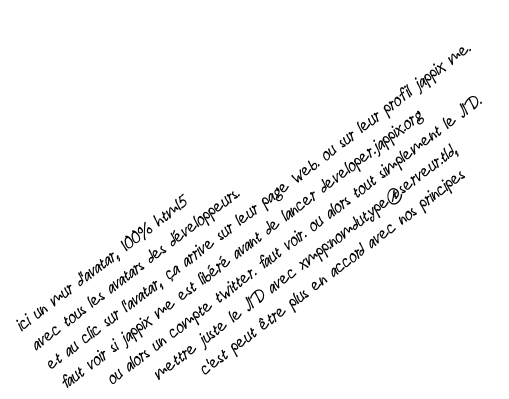 ici un mur d'avatar, 100% html5
avec tous les avatars des développeurs.
et au clic sur l'avatar, ça arrive sur leur page web. ou sur leur profil jappix me.
faut voir si jappix me est libéré avant de lancer developer.jappix.org
ou alors un compte twitter. faut voir. ou alors tout simplement le JID.
mettre juste le JID avec xmpp:nomdutype@serveur.tld,
c'est peut être plus en accord avec nos principes